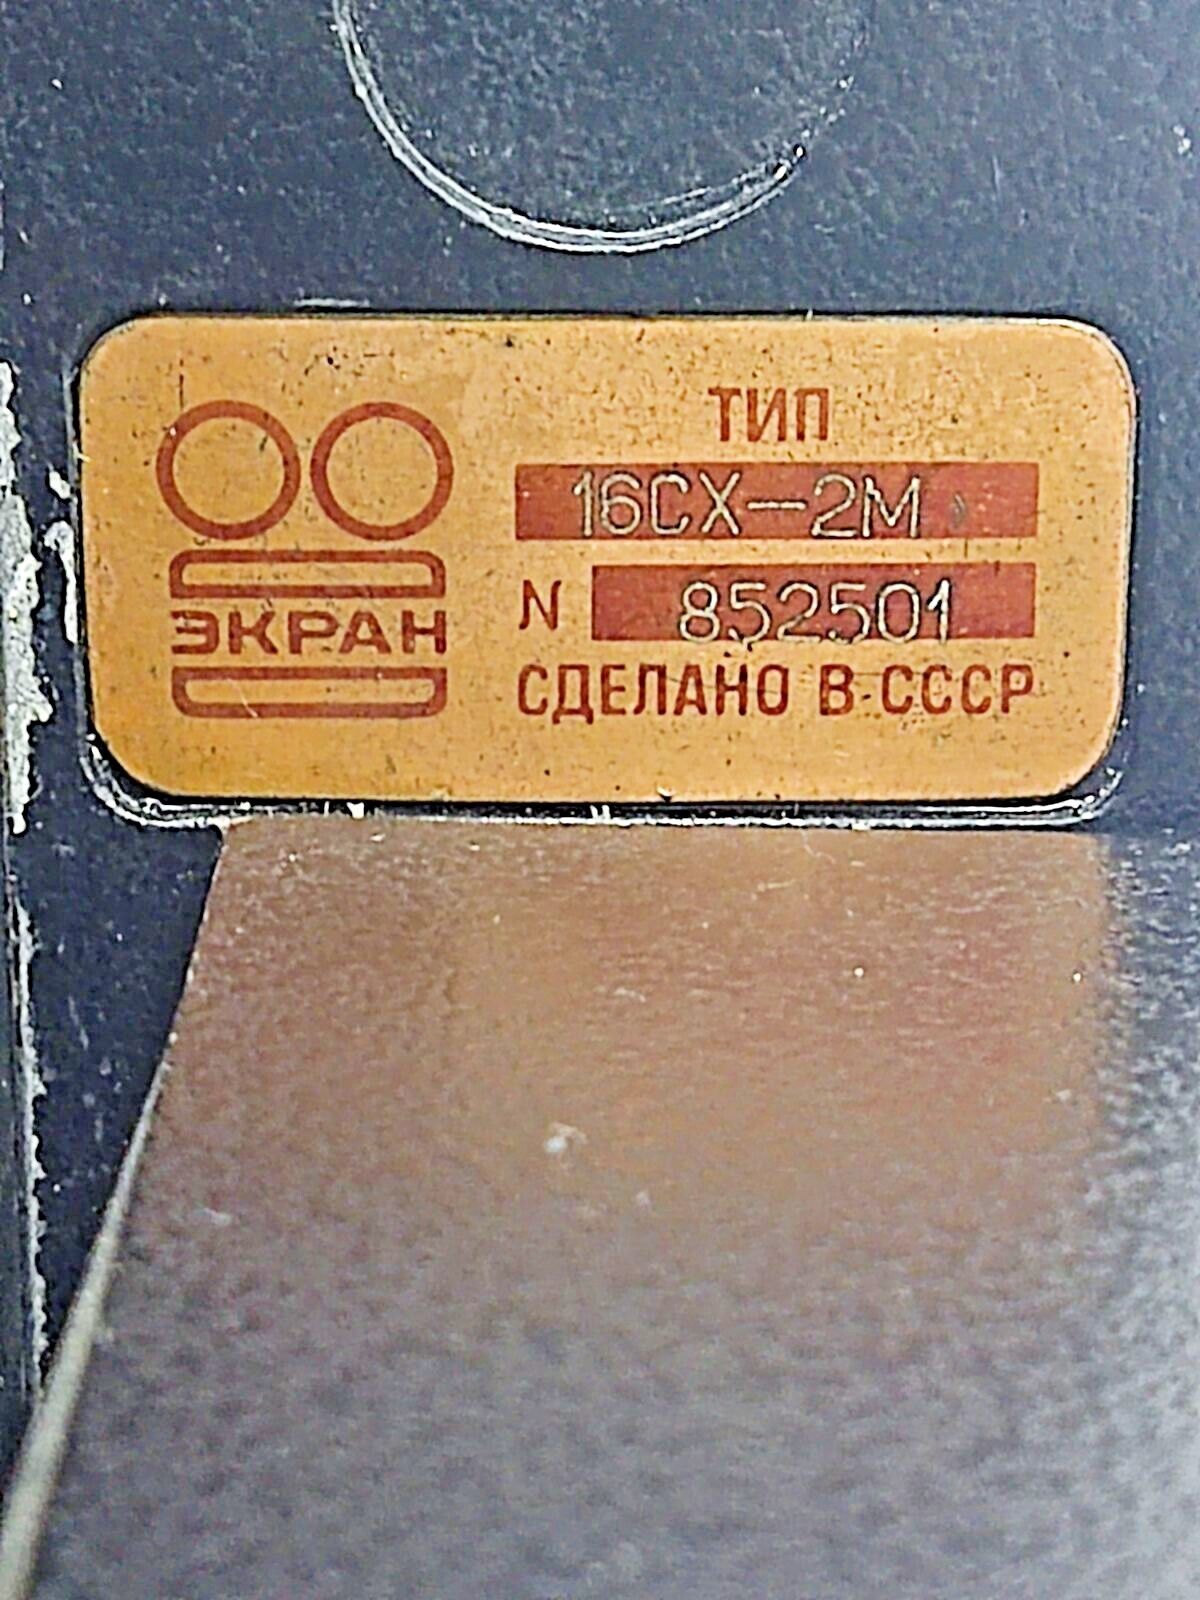 ЭКРАН
ТИП
16СХ-2М
N 852501
СДЕЛАНО В СССР